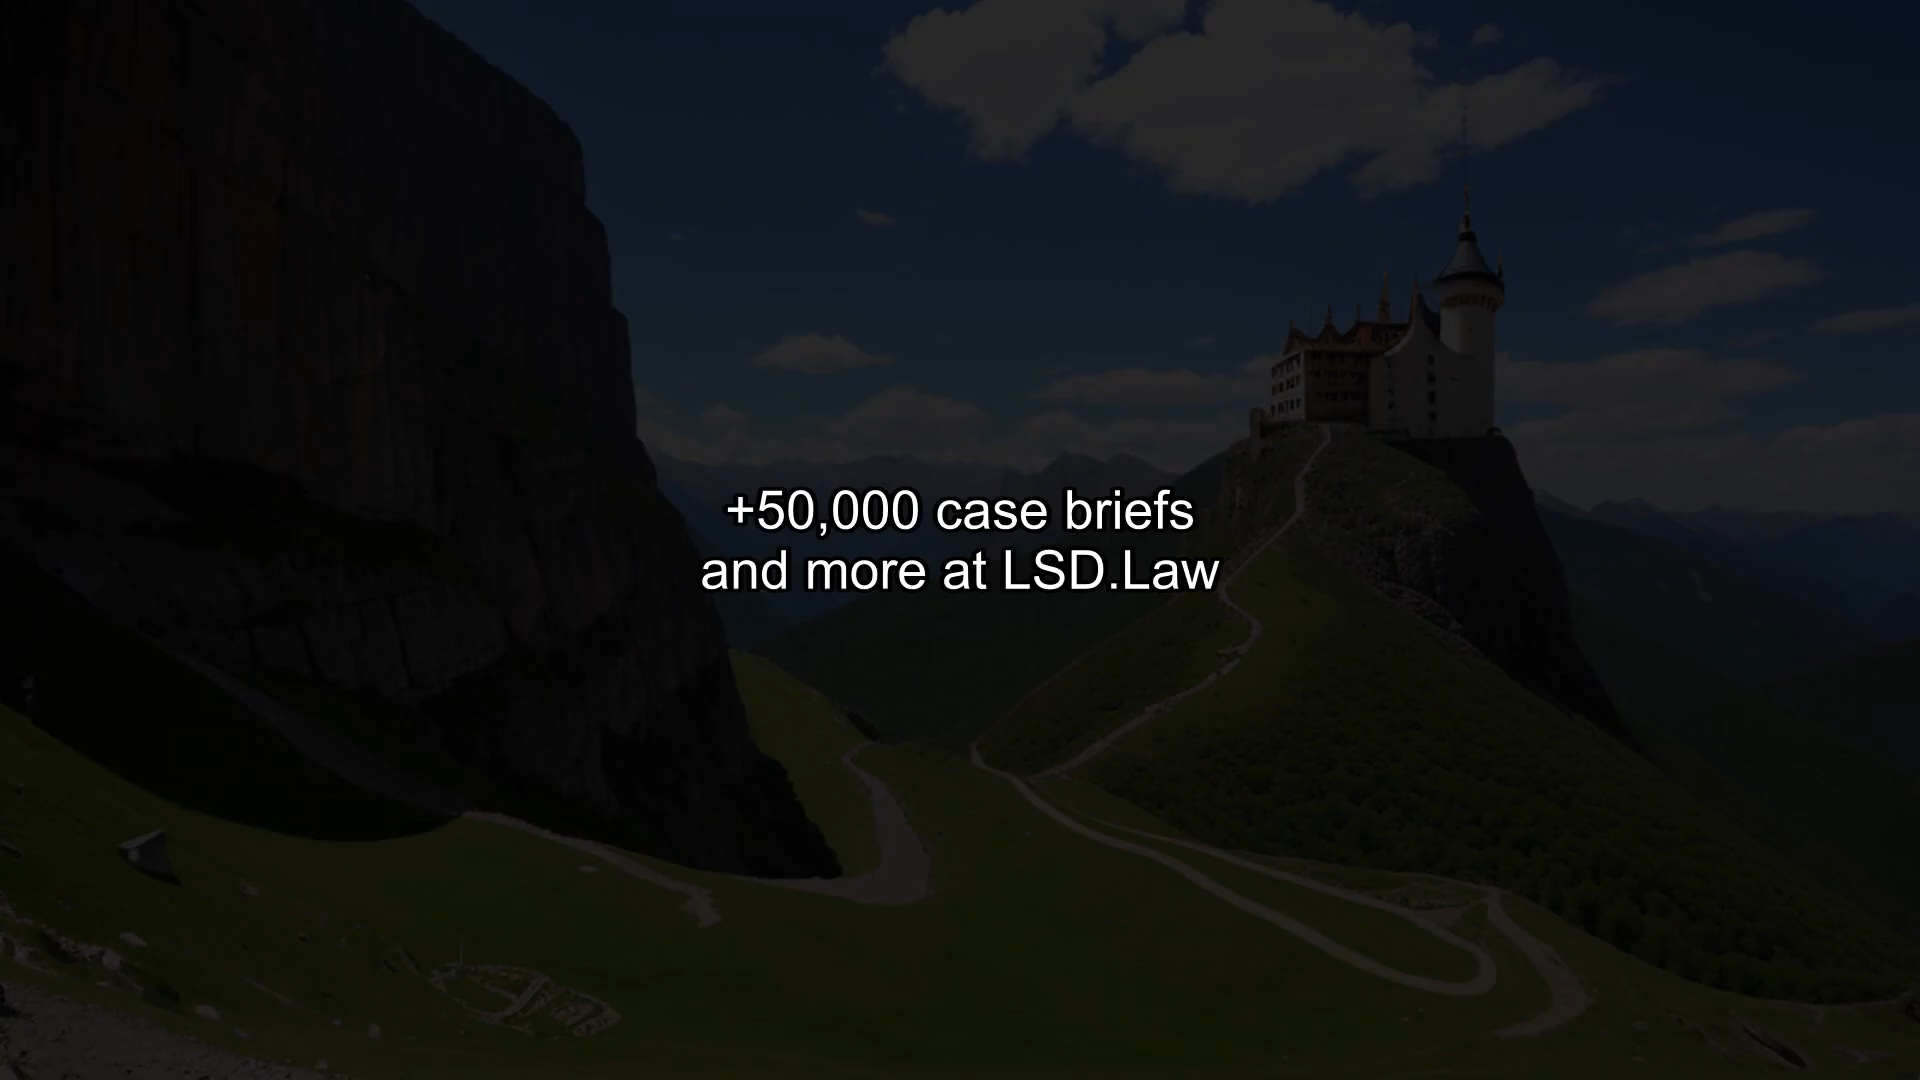 +50,000 case briefs
and more at LSD.Law